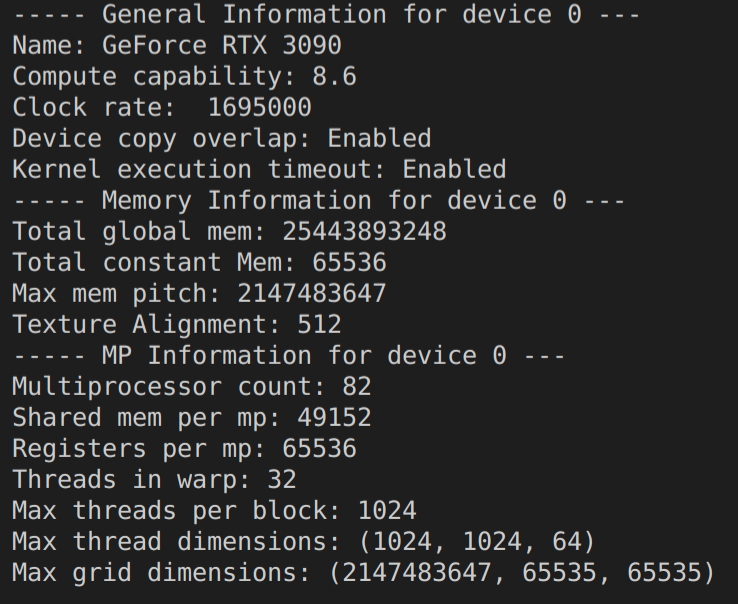 ----- General Information for device 0 ---
Name: GeForce RTX 3090
Compute capability: 8.6
Clock rate:  1695000
Device copy overlap: Enabled
Kernel execution timeout: Enabled
----- Memory Information for device 0 ---
Total global mem: 25443893248
Total constant Mem: 65536
Max mem pitch: 2147483647
Texture Alignment: 512
----- MP Information for device 0 ---
Multiprocessor count: 82
Shared mem per mp: 49152
Registers per mp: 65536
Threads in warp: 32
Max threads per block: 1024
Max thread dimensions: (1024, 1024, 64)
Max grid dimensions: (2147483647, 65535, 65535)